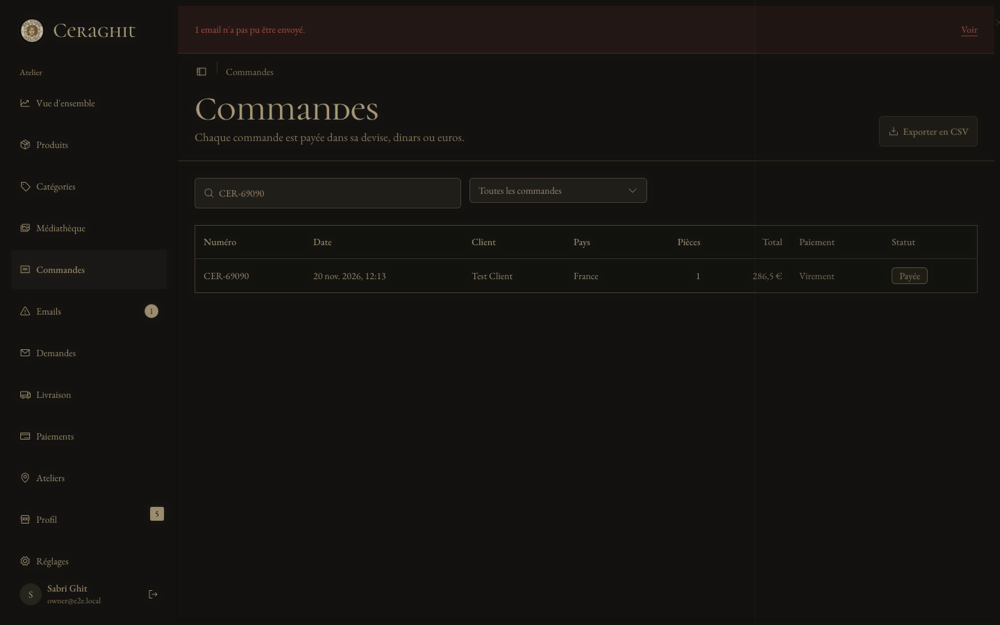 Ceraghit
Atelier
Vue d'ensemble
Produits
Catégories
Médiathèque
Commandes
Emails 1
Demandes
Livraison
Paiements
Ateliers
Profil 5
Réglages
S Sabri Ghit
owner@e2e.local
1 email n'a pas pu être envoyé. Voir
Commandes
Commandes
Chaque commande est payée dans sa devise, dinars ou euros.
Exporter en CSV
CER-69090 Toutes les commandes
Numéro Date Client Pays Pièces Total Paiement Statut
CER-69090 20 nov. 2026, 12:13 Test Client France 1 286,5 € Virement Payée